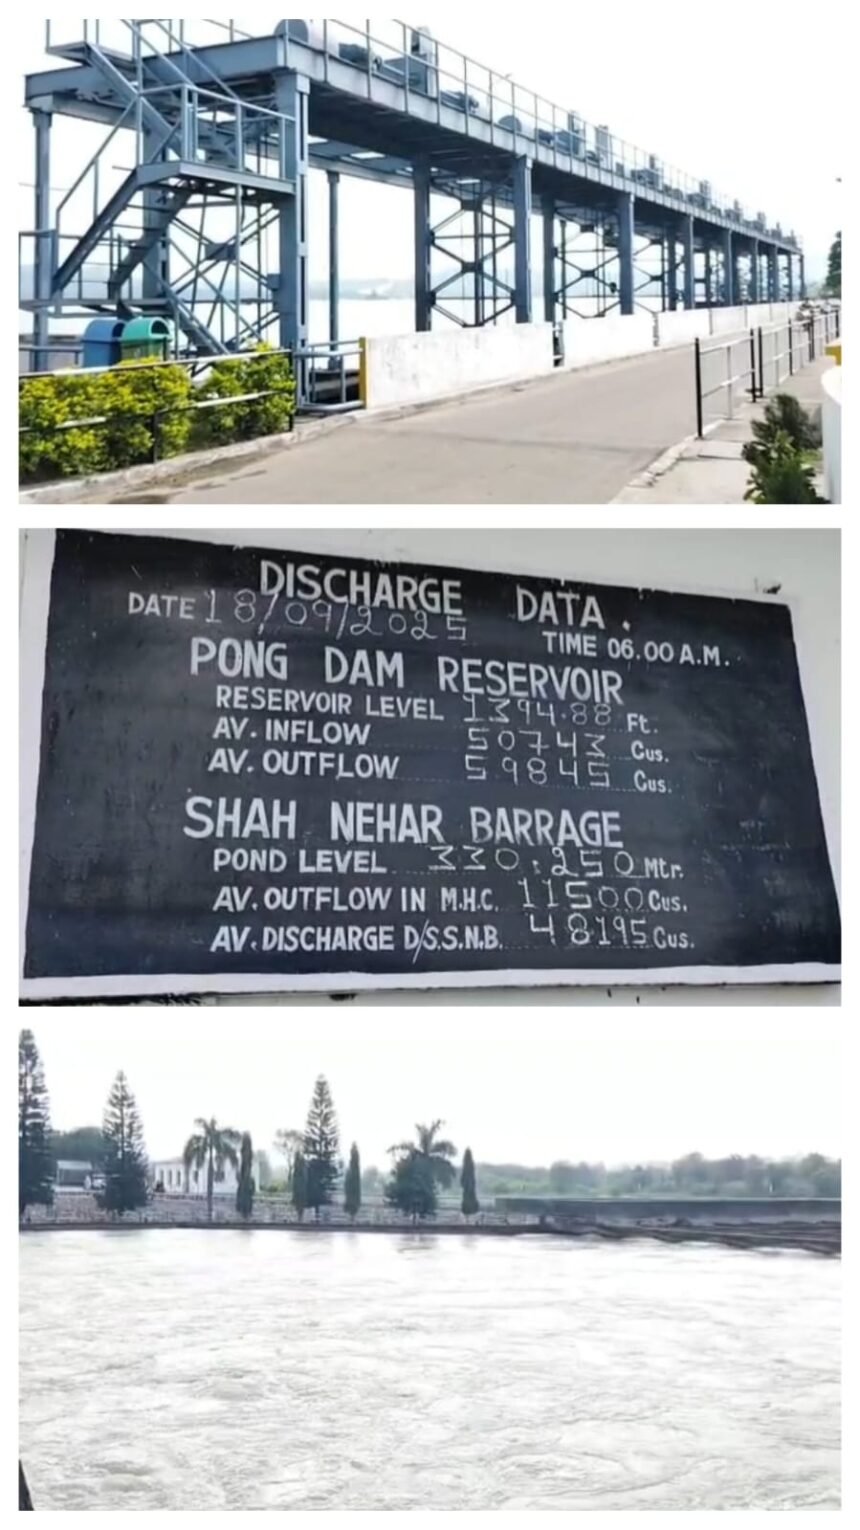 DISCHARGE DATA.
DATE 18/09/2025 TIME 06.00 A.M.
PONG DAM RESERVOIR
RESERVOIR LEVEL 1394.88 Ft.
AV. INFLOW 50743 Cus.
AV. OUTFLOW 59845 Cus.
SHAH NEHAR BARRAGE
POND LEVEL 330.250 Mtr.
AV. OUTFLOW IN M.H.C. 11500 Cus.
AV. DISCHARGE D/S.S.N.B. 48195 Cus.